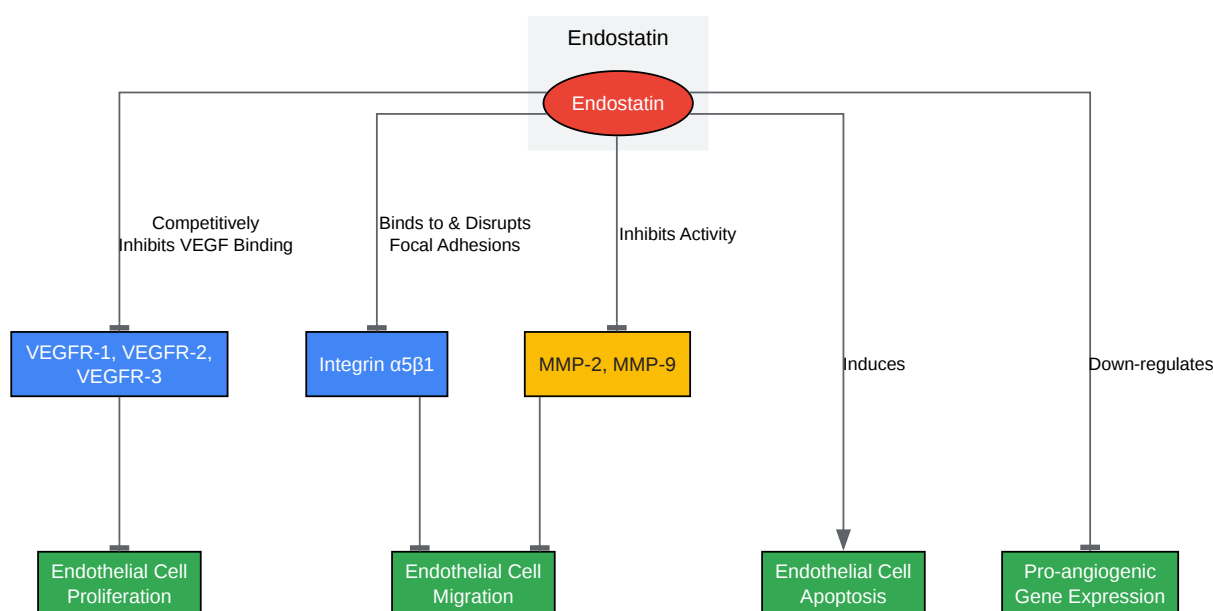 Endostatin
Endostatin
Competitively
Inhibits VEGF Binding
Binds to & Disrupts
Focal Adhesions
Inhibits Activity
VEGFR-1, VEGFR-2,
VEGFR-3
Integrin α5β1
MMP-2, MMP-9
Induces
Down-regulates
Endothelial Cell
Proliferation
Endothelial Cell
Migration
Endothelial Cell
Apoptosis
Pro-angiogenic
Gene Expression